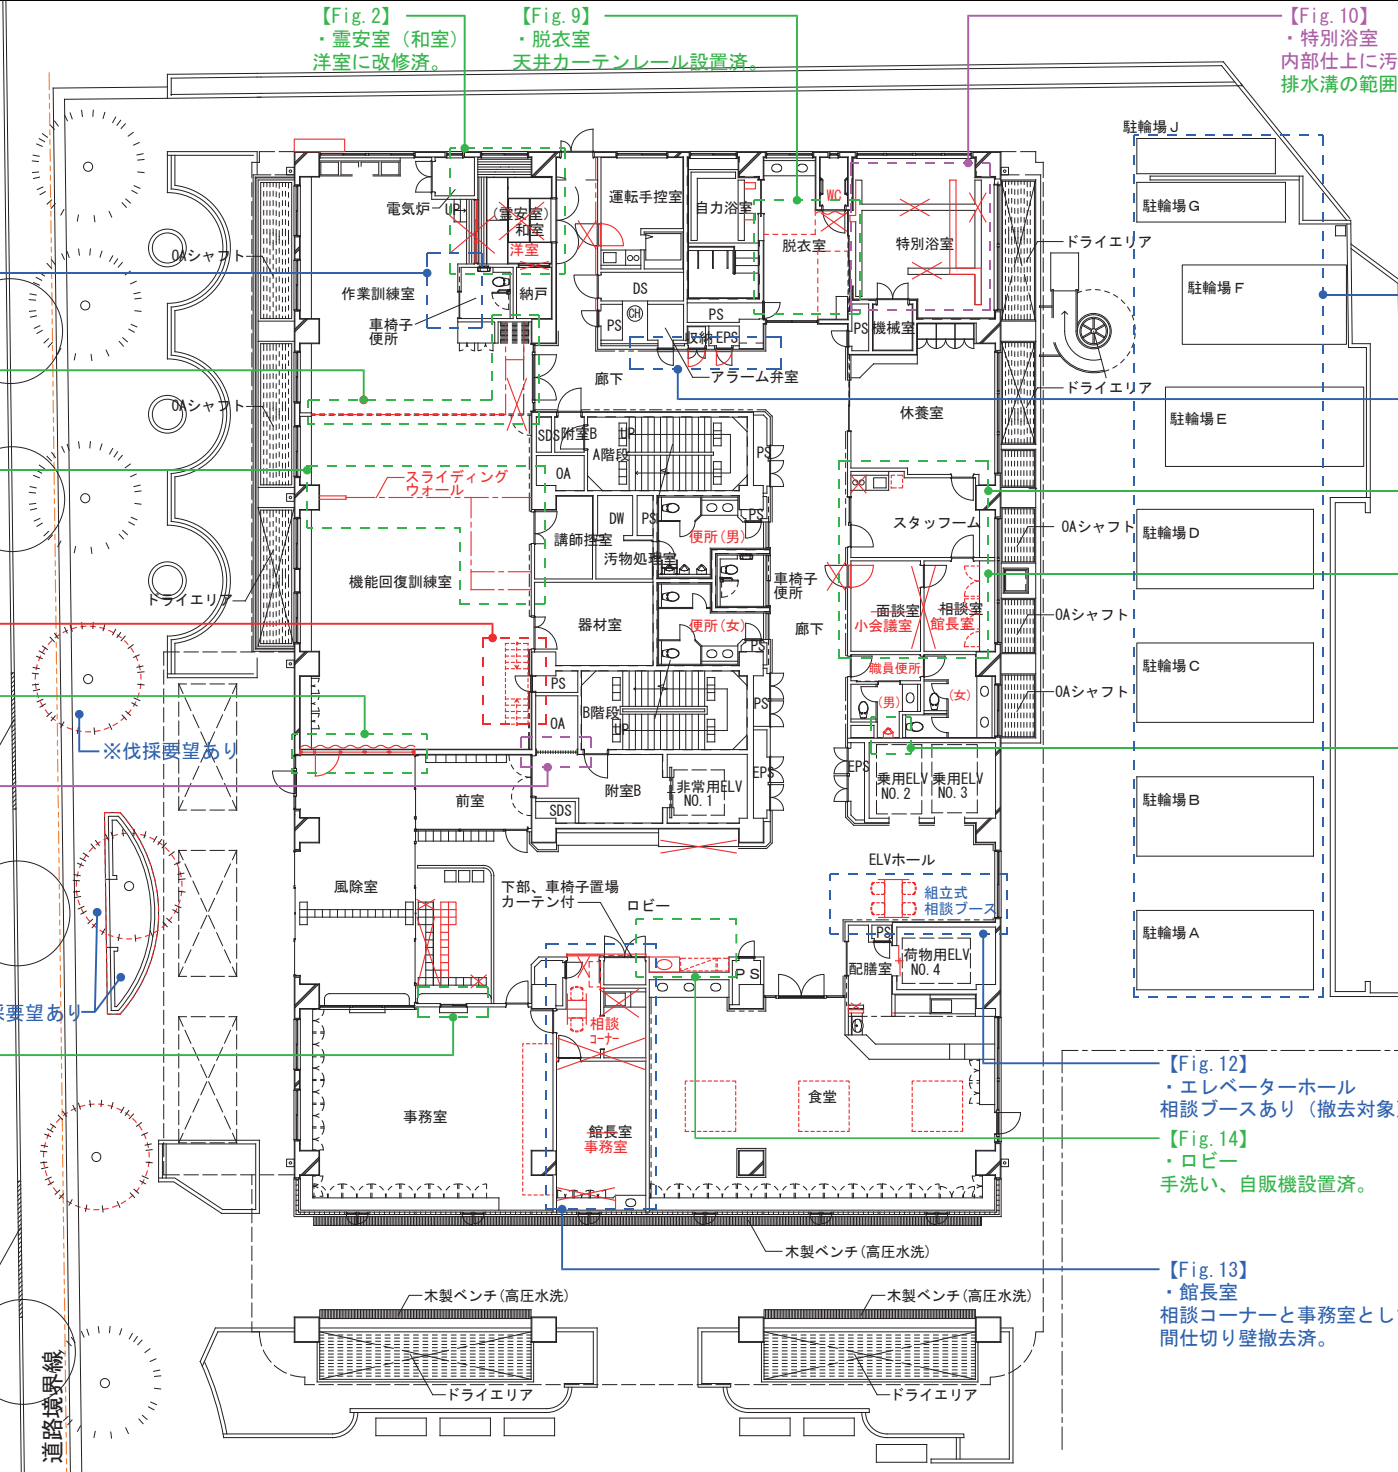 【Fig. 2】
・霊安室（和室）
洋室に改修済。
【Fig. 9】
・脱衣室
天井カーテンレール設置済。
【Fig. 10】
・特別浴室
内部仕上に汚
排水溝の範囲
駐輪場J
駐輪場G
駐輪場F
駐輪場E
駐輪場D
駐輪場C
駐輪場B
駐輪場A
電気炉
UP
(霊安室)
和室
洋室
運転手控室
自力浴室
WC
脱衣室
特別浴室
ドライエリア
OAシャフト
作業訓練室
車椅子
便所
納戸
DS
CH
PS
PS
収納
EPS
PS
機械室
アラーム弁室
廊下
ドライエリア
OAシャフト
休養室
SDS
附室B
UP
A階段
PS
OA
スライディング
ウォール
DW
PS
PS
講師控室
汚物処理室
便所(男)
スタッフーム
OAシャフト
機能回復訓練室
車椅子
便所
ドライエリア
器材室
便所(女)
廊下
面談室
小会議室
相談室
館長室
OAシャフト
PS
職員便所
PS
OA
B階段
UP
PS
(男)
(女)
OAシャフト
※伐採要望あり
前室
SDS
附室B
非常用ELV
NO. 1
EPS
EPS
乗用ELV
NO. 2
乗用ELV
NO. 3
ELVホール
風除室
下部、車椅子置場
カーテン付
ロビー
組立式
相談ブース
PS
PS
配膳室
荷物用ELV
NO. 4
採要望あり
相談
コーナー
事務室
館長室
事務室
食堂
【Fig. 12】
・エレベーターホール
相談ブースあり（撤去対象
【Fig. 14】
・ロビー
手洗い、自販機設置済。
木製ベンチ(高圧水洗)
【Fig. 13】
・館長室
相談コーナーと事務室とし
間仕切り壁撤去済。
木製ベンチ(高圧水洗)
木製ベンチ(高圧水洗)
ドライエリア
ドライエリア
道路境界線